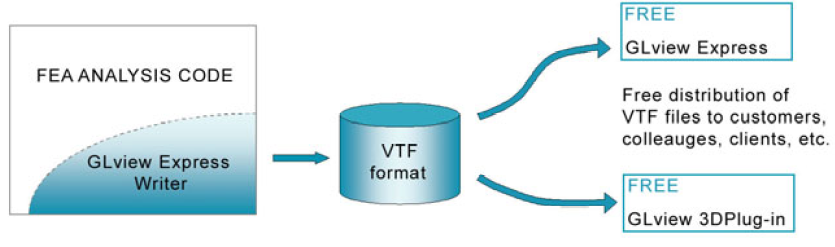 FEA ANALYSIS CODE
GLview Express
Writer
VTF
format
FREE
GLview Express
Free distribution of
VTF files to customers,
colleauges, clients, etc.
FREE
GLview 3DPlug-in